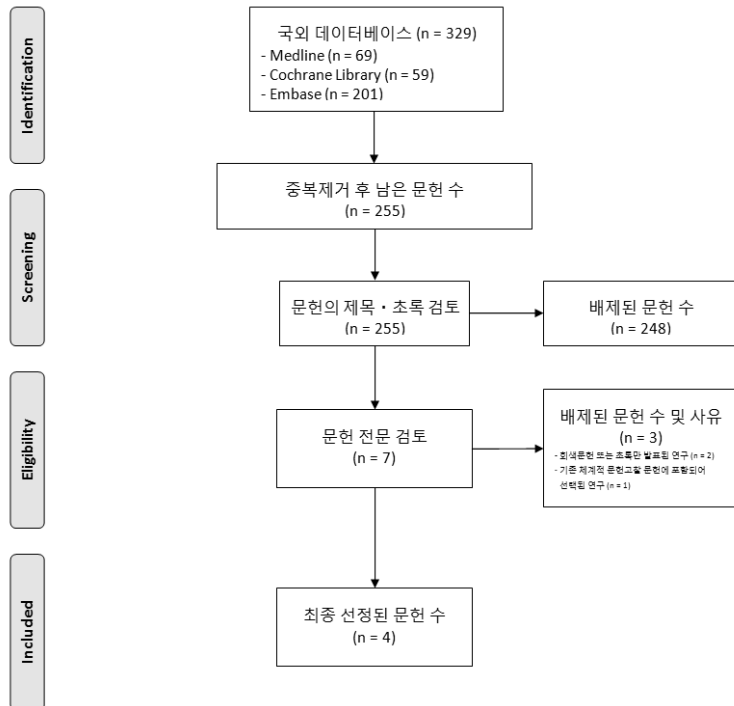 Identification
국외 데이터베이스 (n = 329)
- Medline (n = 69)
- Cochrane Library (n = 59)
- Embase (n = 201)
중복제거 후 남은 문헌 수
(n = 255)
Screening
문헌의 제목・초록 검토
(n = 255)
배제된 문헌 수
(n = 248)
Eligibility
문헌 전문 검토
(n = 7)
배제된 문헌 수 및 사유
(n = 3)
- 회색문헌 또는 초록만 발표된 연구 (n = 2)
- 기존 체계적 문헌고찰 문헌에 포함되어
선택된 연구 (n = 1)
Included
최종 선정된 문헌 수
(n = 4)